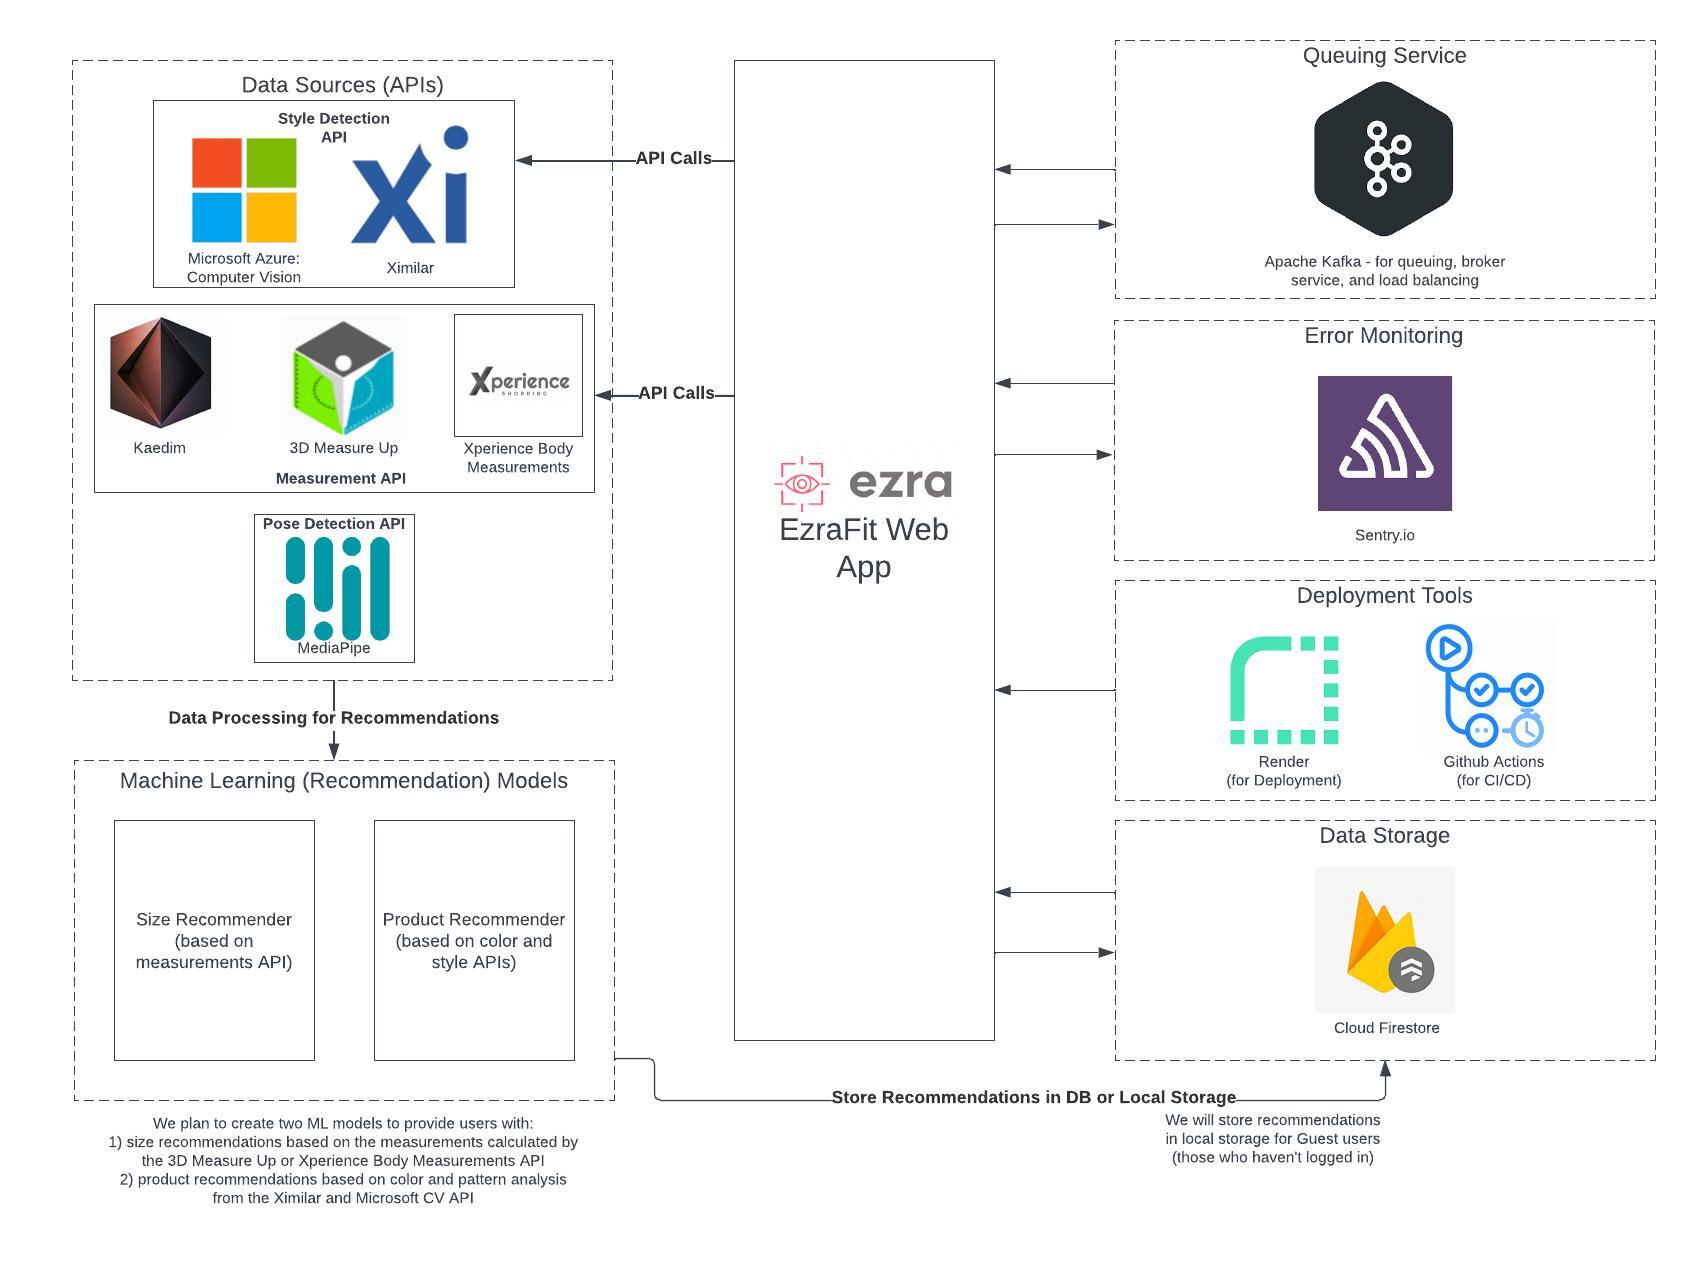 Data Sources (APIs)
Style Detection
API
Xi
Microsoft Azure:
Computer Vision
Ximilar
API Calls
Kaedim
3D Measure Up
Xperience
SHOPPING
Xperience Body
Measurements
Measurement API
API Calls
Pose Detection API
MediaPipe
Data Processing for Recommendations
Machine Learning (Recommendation) Models
Size Recommender
(based on
measurements API)
Product Recommender
(based on color and
style APIs)
We plan to create two ML models to provide users with:
1) size recommendations based on the measurements calculated by
the 3D Measure Up or Xperience Body Measurements API
2) product recommendations based on color and pattern analysis
from the Ximilar and Microsoft CV API
ezra
EzraFit Web
App
Queuing Service
Apache Kafka - for queuing, broker
service, and load balancing
Error Monitoring
Sentry.io
Deployment Tools
Render
(for Deployment)
Github Actions
(for CI/CD)
Data Storage
Cloud Firestore
Store Recommendations in DB or Local Storage
We will store recommendations
in local storage for Guest users
(those who haven't logged in)